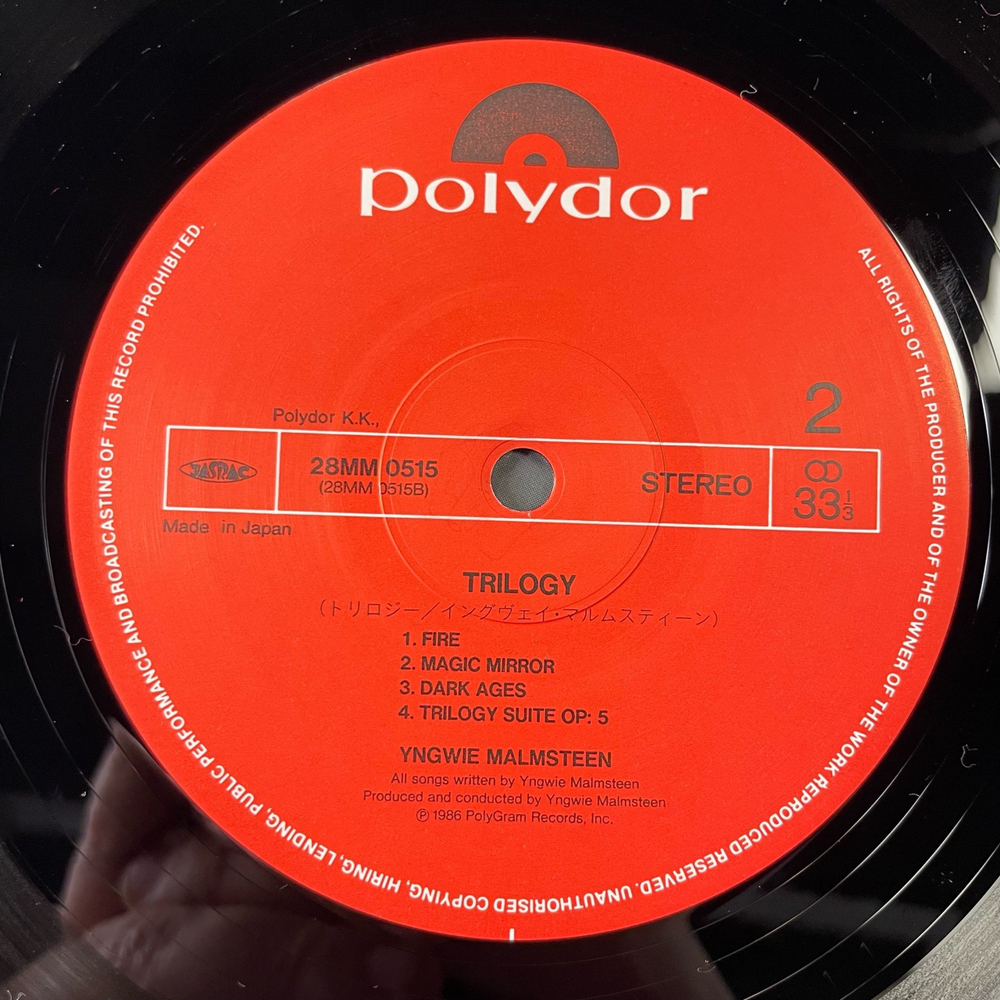 polydor
ALL RIGHTS OF THE PRODUCER AND OF THE OWNER OF THE WORK REPRODUCED RESERVED. UNAUTHORISED COPYING, HIRING, LENDING, PUBLIC PERFORMANCE AND BROADCASTING OF THIS RECORD PROHIBITED.
2
Polydor K.K.,
JASRAC
28MM 0515
(28MM 0515B)
STEREO
33 1/3
Made in Japan
TRILOGY
(トリロジー/イングヴェイ・マルムスティーン)
1. FIRE
2. MAGIC MIRROR
3. DARK AGES
4. TRILOGY SUITE OP: 5
YNGWIE MALMSTEEN
All songs written by Yngwie Malmsteen
Produced and conducted by Yngwie Malmsteen
℗ 1986 PolyGram Records, Inc.